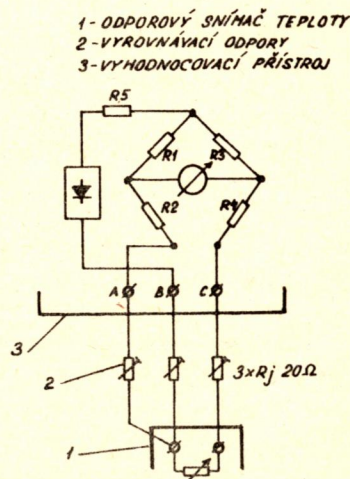 1 - ODPOROVÝ SNÍMAČ TEPLOTY
2 - VYROVNÁVACÍ ODPORY
3 - VYHODNOCOVACÍ PŘÍSTROJ
R5
R1
R3
R2
R4
A
B
C
3
2
3xRj 20Ω
1